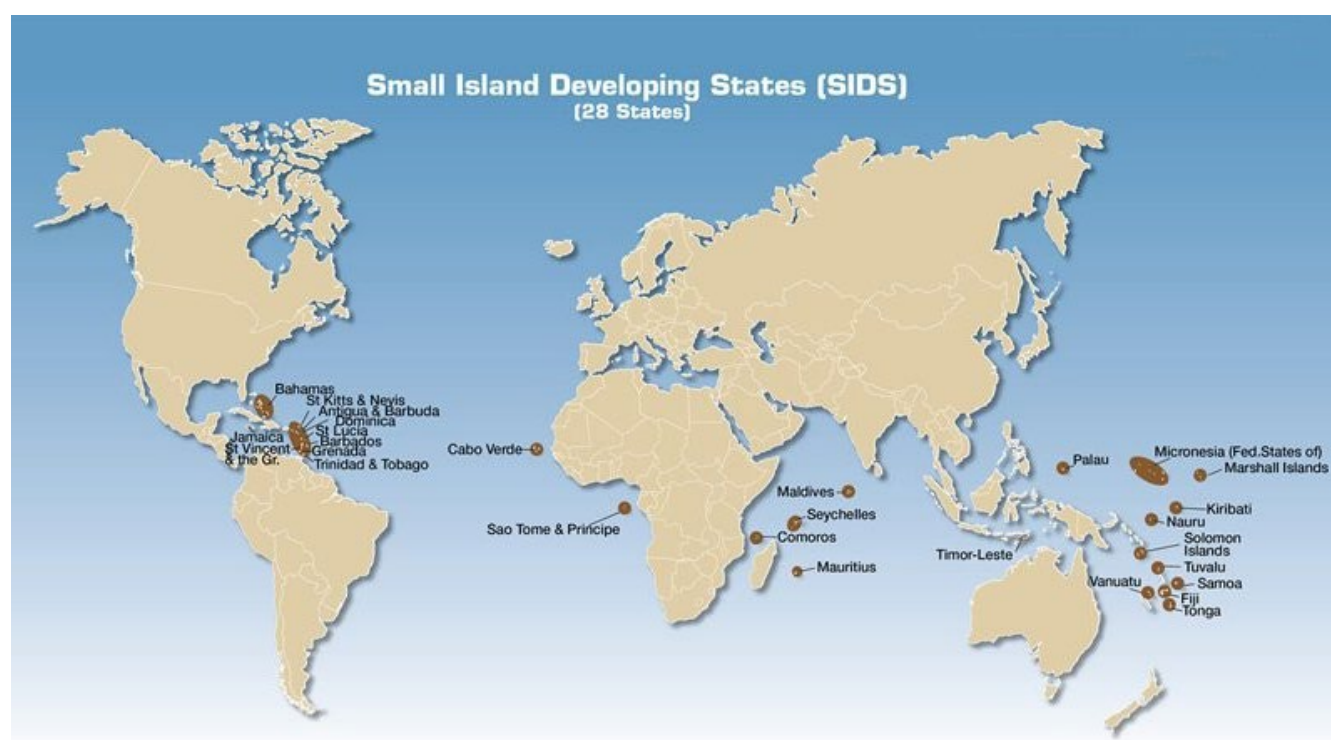 Small Island Developing States (SIDS)
(28 States)
Bahamas
St Kitts & Nevis
Antigua & Barbuda
Dominica
St Lucia
Jamaica
Barbados
St Vincent
& the Gr.
Grenada
Trinidad & Tobago
Cabo Verde
Sao Tome & Principe
Maldives
Seychelles
Comoros
Mauritius
Timor-Leste
Palau
Micronesia (Fed.States of)
Marshall Islands
Kiribati
Nauru
Solomon
Islands
Tuvalu
Samoa
Vanuatu
Fiji
Tonga